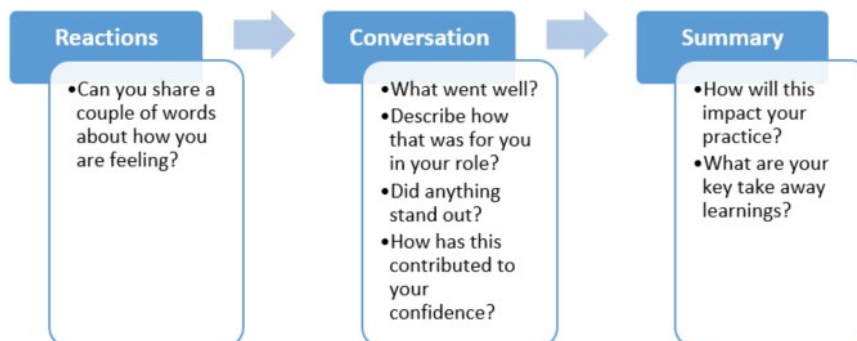 Reactions
•Can you share a
couple of words
about how you
are feeling?
Conversation
•What went well?
•Describe how
that was for you
in your role?
•Did anything
stand out?
•How has this
contributed to
your
confidence?
Summary
•How will this
impact your
practice?
•What are your
key take away
learnings?